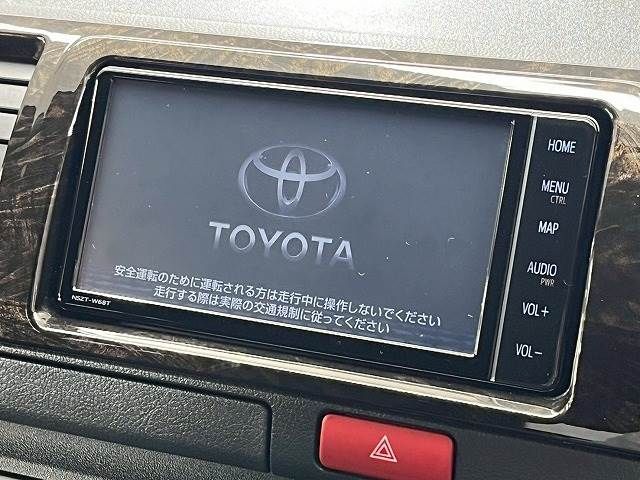 HOME
MENU
CTRL
MAP
AUDIO
PWR
VOL+
VOL-
TOYOTA
安全運転のために運転される方は走行中に操作しないでください
走行する際は実際の交通規制に従ってください
NSZT-W68T